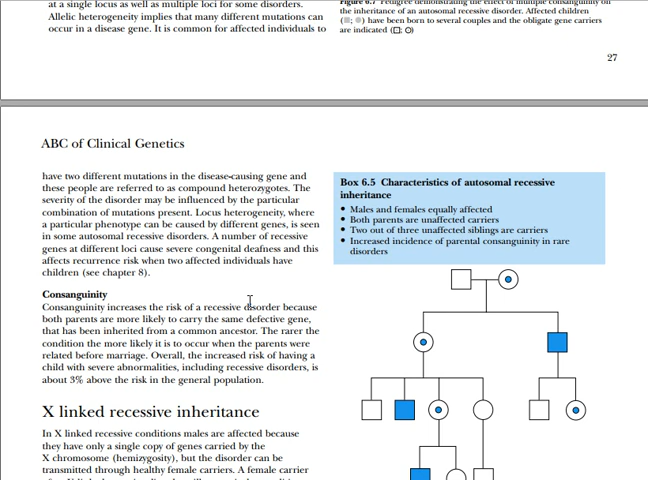 at a single locus as well as multiple loci for some disorders.
Allelic heterogeneity implies that many different mutations can
occur in a disease gene. It is common for affected individuals to
Figure 6.7 Pedigree demonstrating the effect of multiple consanguinity on
the inheritance of an autosomal recessive disorder. Affected children
( ; ) have been born to several couples and the obligate gene carriers
are indicated ( ; )
27
ABC of Clinical Genetics
have two different mutations in the disease-causing gene and
these people are referred to as compound heterozygotes. The
severity of the disorder may be influenced by the particular
combination of mutations present. Locus heterogeneity, where
a particular phenotype can be caused by different genes, is seen
in some autosomal recessive disorders. A number of recessive
genes at different loci cause severe congenital deafness and this
affects recurrence risk when two affected individuals have
children (see chapter 8).
Consanguinity
Consanguinity increases the risk of a recessive disorder because
both parents are more likely to carry the same defective gene,
that has been inherited from a common ancestor. The rarer the
condition the more likely it is to occur when the parents were
related before marriage. Overall, the increased risk of having a
child with severe abnormalities, including recessive disorders, is
about 3% above the risk in the general population.
X linked recessive inheritance
In X linked recessive conditions males are affected because
they have only a single copy of genes carried by the
X chromosome (hemizygosity), but the disorder can be
transmitted through healthy female carriers. A female carrier
Box 6.5 Characteristics of autosomal recessive
inheritance
• Males and females equally affected
• Both parents are unaffected carriers
• Two out of three unaffected siblings are carriers
• Increased incidence of parental consanguinity in rare
disorders